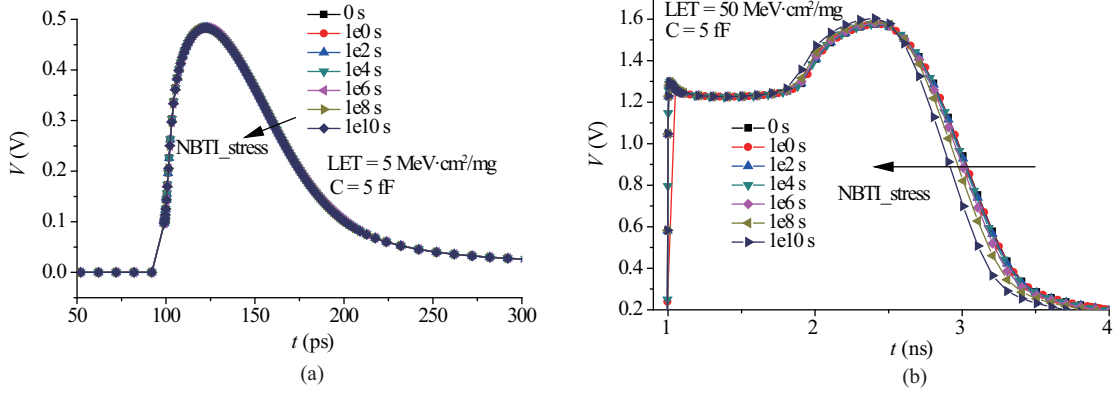 0.5
0.4
0.3
0.2
0.1
0.0
V (V)
0 s
1e0 s
1e2 s
1e4 s
1e6 s
1e8 s
1e10 s
NBTI_stress
LET = 5 MeV·cm²/mg
C = 5 fF
50 100 150 200 250 300
t (ps)
(a)
1.6
1.4
1.2
1.0
0.8
0.6
0.4
0.2
V (V)
LET = 50 MeV·cm²/mg
C = 5 fF
0 s
1e0 s
1e2 s
1e4 s
1e6 s
1e8 s
1e10 s
NBTI_stress
1 2 3 4
t (ns)
(b)